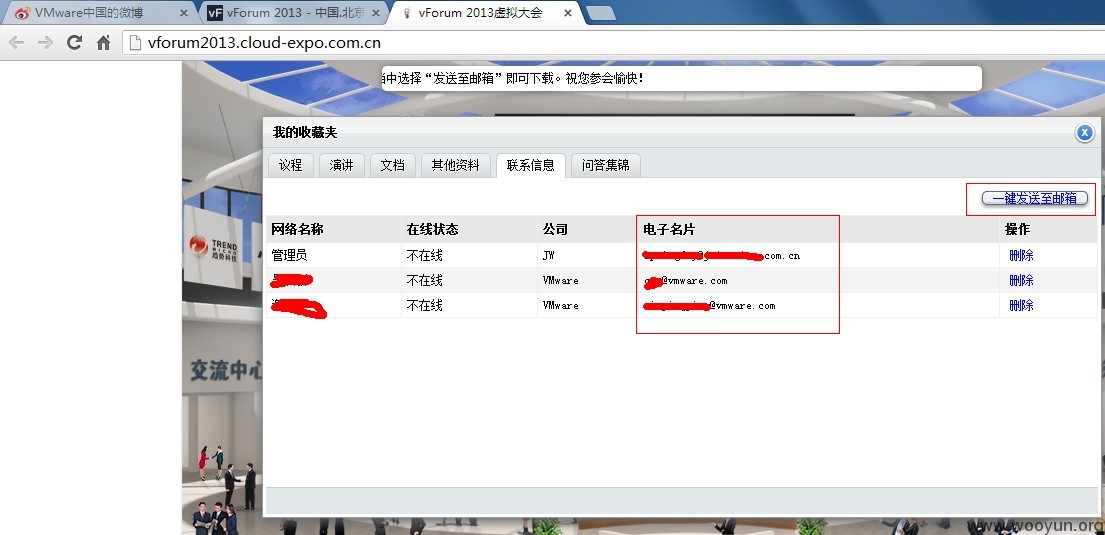 VMware中国的微博
vForum 2013 - 中国.北京
vForum 2013虚拟大会
vforum2013.cloud-expo.com.cn
中选择“发送至邮箱”即可下载。祝您参会愉快!
我的收藏夹
议程
演讲
文档
其他资料
联系信息
问答集锦
一键发送至邮箱
网络名称
在线状态
公司
电子名片
操作
管理员
不在线
JW
.com.cn
删除
不在线
VMware
@vmware.com
删除
不在线
VMware
@vmware.com
删除
TREND
MICRO
趋势科技
交流中心
www.wooyun.org